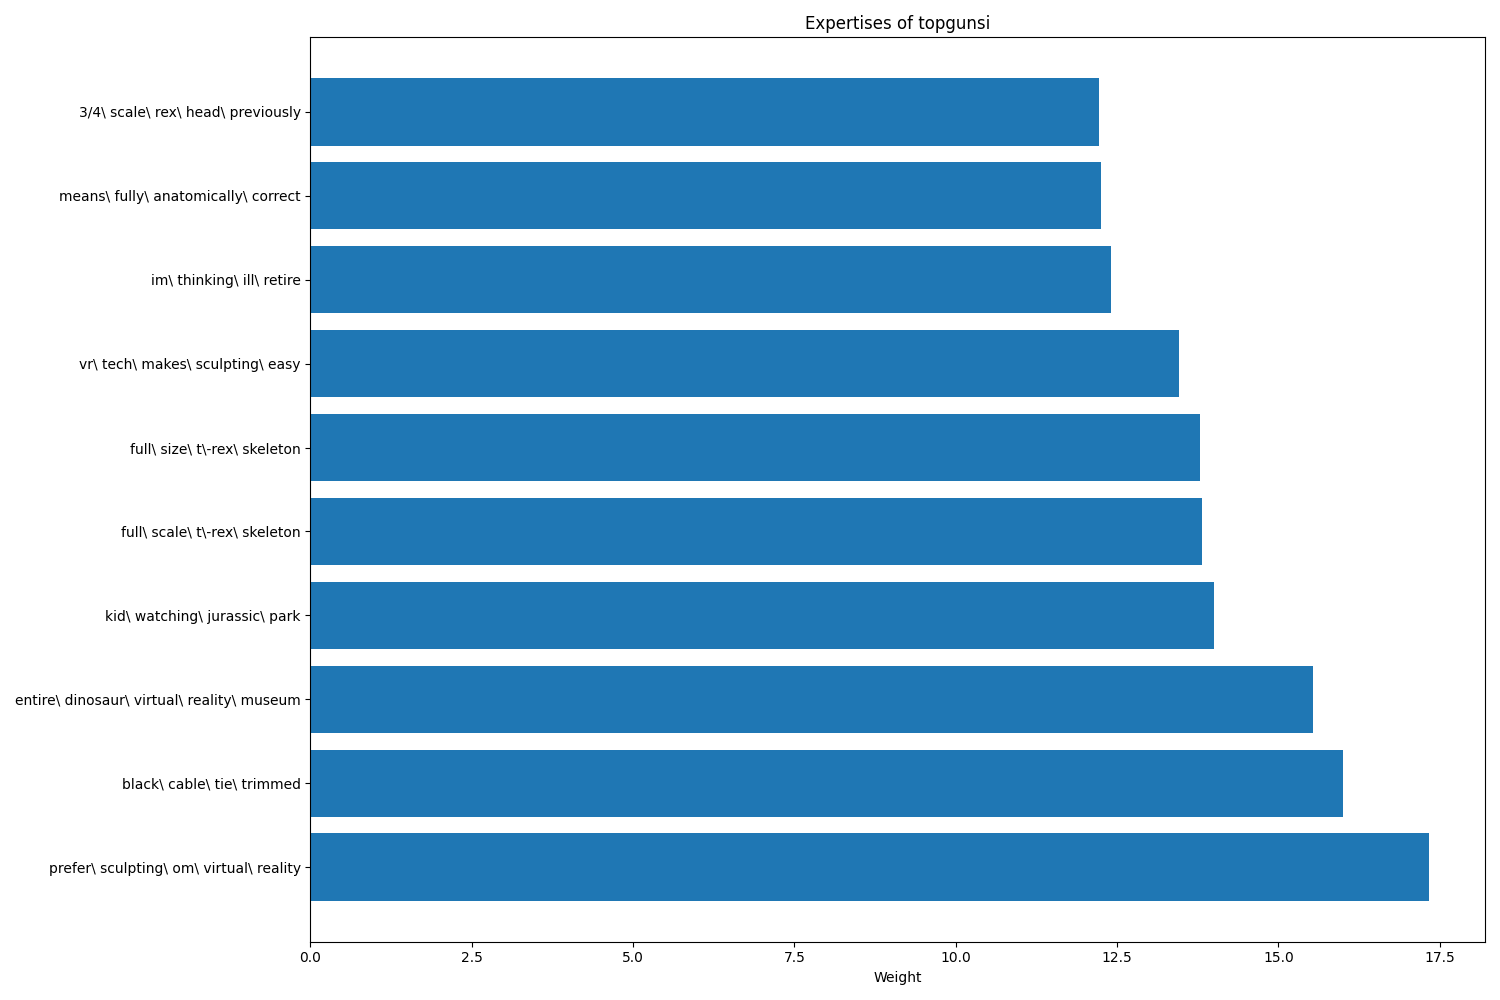 Expertises of topgunsi
3/4\ scale\ rex\ head\ previously
means\ fully\ anatomically\ correct
im\ thinking\ ill\ retire
vr\ tech\ makes\ sculpting\ easy
full\ size\ t\-rex\ skeleton
full\ scale\ t\-rex\ skeleton
kid\ watching\ jurassic\ park
entire\ dinosaur\ virtual\ reality\ museum
black\ cable\ tie\ trimmed
prefer\ sculpting\ om\ virtual\ reality
0.0 2.5 5.0 7.5 10.0 12.5 15.0 17.5
Weight